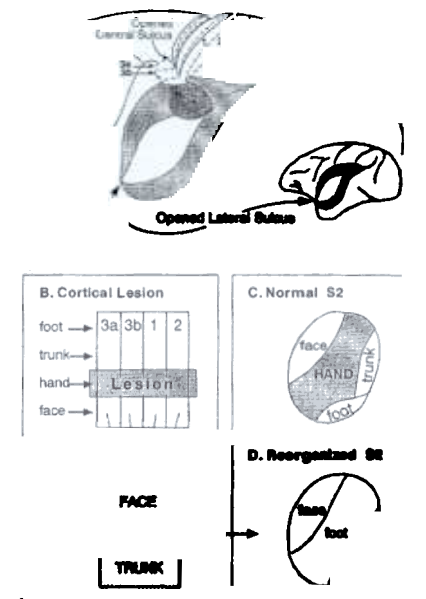 Opened
Central Sulcus
3a
Opened Lateral Sulcus
B. Cortical Lesion
foot
3a 3b 1 2
trunk
hand
Lesion
face
C. Normal S2
face
HAND
trunk
foot
D. Reorganized S2
FACE
face
foot
TRUNK